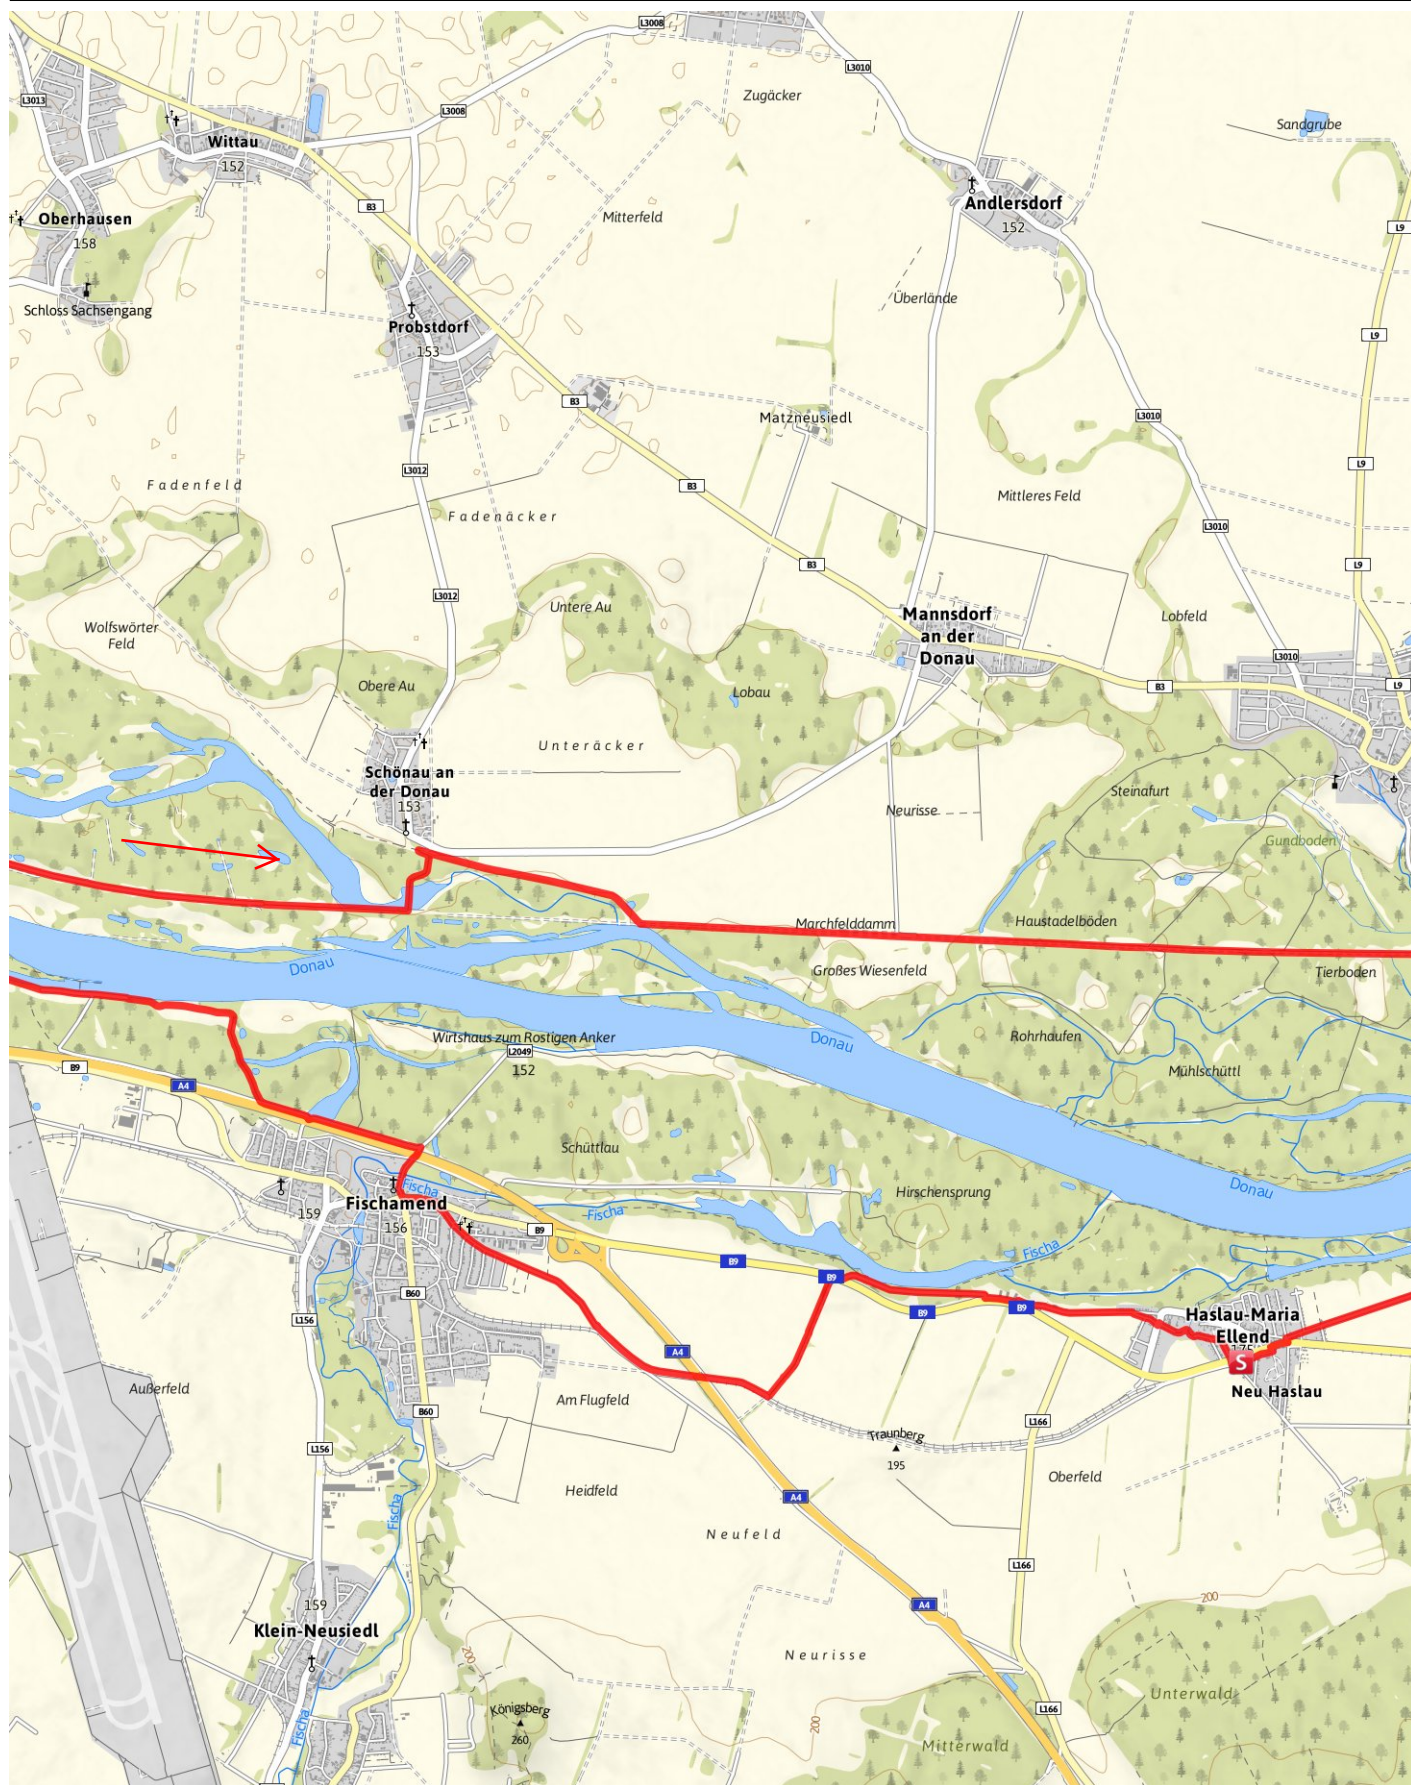 L3008
L3010
L3013
Zugäcker
L3008
Sandgrube
Wittau
152
B3
Oberhausen
158
Mitterfeld
Andlersdorf
152
L9
Schloss Sachsengang
Überlände
Probstdorf
153
L9
B3
Matzneusiedl
L3010
L3012
L9
Fadenfeld
B3
Mittleres Feld
Fadenäcker
L3010
B3
L9
L3012
Untere Au
Wolfswörter
Feld
Mannsdorf
an der
Donau
Lobfeld
L3010
Obere Au
Lobau
B3
L9
Unteräcker
Schönau an
der Donau
153
Steinafurt
Neurisse
Gundboden
Marchfelddamm
Haustadelböden
Donau
Großes Wiesenfeld
Tierboden
Wirtshaus zum Rostigen Anker
L2049
152
Donau
Rohrhaufen
B9
A4
Mühlschüttl
Schüttlau
Fischa
Hirschensprung
Donau
Fischamend
159
156
Fischa
B9
Fischa
B9
B9
B60
B9
B9
L156
Haslau-Maria
Ellend
175
S
A4
Außerfeld
Am Flugfeld
Neu Haslau
B60
L166
Traunberg
195
L156
Oberfeld
Heidfeld
A4
Fischa
Neufeld
L166
159
A4
200
Klein-Neusiedl
200
Neurisse
Unterwald
Königsberg
260
L166
Fischa
200
Mitterwald